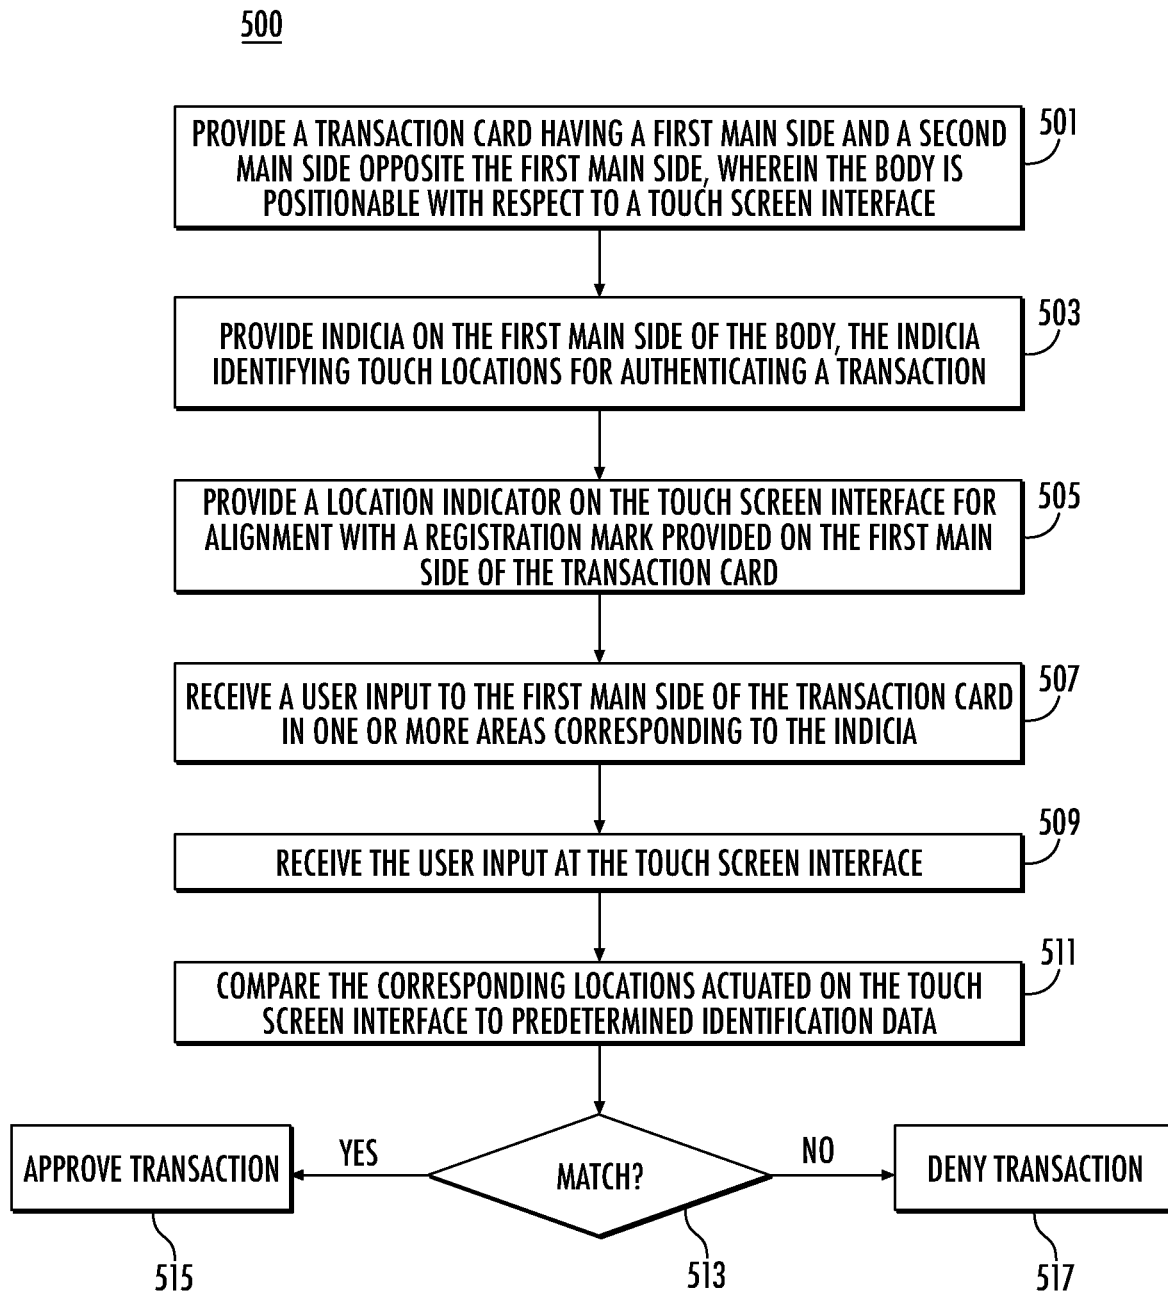 500
PROVIDE A TRANSACTION CARD HAVING A FIRST MAIN SIDE AND A SECOND
MAIN SIDE OPPOSITE THE FIRST MAIN SIDE, WHEREIN THE BODY IS
POSITIONABLE WITH RESPECT TO A TOUCH SCREEN INTERFACE
501
PROVIDE INDICIA ON THE FIRST MAIN SIDE OF THE BODY, THE INDICIA
IDENTIFYING TOUCH LOCATIONS FOR AUTHENTICATING A TRANSACTION
503
PROVIDE A LOCATION INDICATOR ON THE TOUCH SCREEN INTERFACE FOR
ALIGNMENT WITH A REGISTRATION MARK PROVIDED ON THE FIRST MAIN
SIDE OF THE TRANSACTION CARD
505
RECEIVE A USER INPUT TO THE FIRST MAIN SIDE OF THE TRANSACTION CARD
IN ONE OR MORE AREAS CORRESPONDING TO THE INDICIA
507
RECEIVE THE USER INPUT AT THE TOUCH SCREEN INTERFACE
509
COMPARE THE CORRESPONDING LOCATIONS ACTUATED ON THE TOUCH
SCREEN INTERFACE TO PREDETERMINED IDENTIFICATION DATA
511
APPROVE TRANSACTION
YES
MATCH?
NO
DENY TRANSACTION
515
513
517